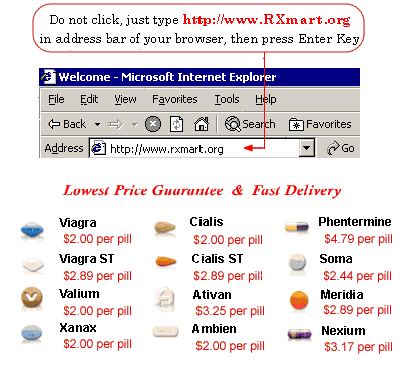 Do not click, just type http://www.RXmart.org
in address bar of your browser, then press Enter Key
Welcome - Microsoft Internet Explorer
File Edit View Favorites Tools Help
Back Search Favorites
Address http://www.rxmart.org Go
Lowest Price Guarantee & Fast Delivery
Viagra Cialis Phentermine
$2.00 per pill $2.00 per pill $4.79 per pill
Viagra ST Cialis ST Soma
$2.89 per pill $2.89 per pill $2.44 per pill
Valium Ativan Meridia
$2.00 per pill $3.25 per pill $2.89 per pill
Xanax Ambien Nexium
$2.00 per pill $2.00 per pill $3.17 per pill